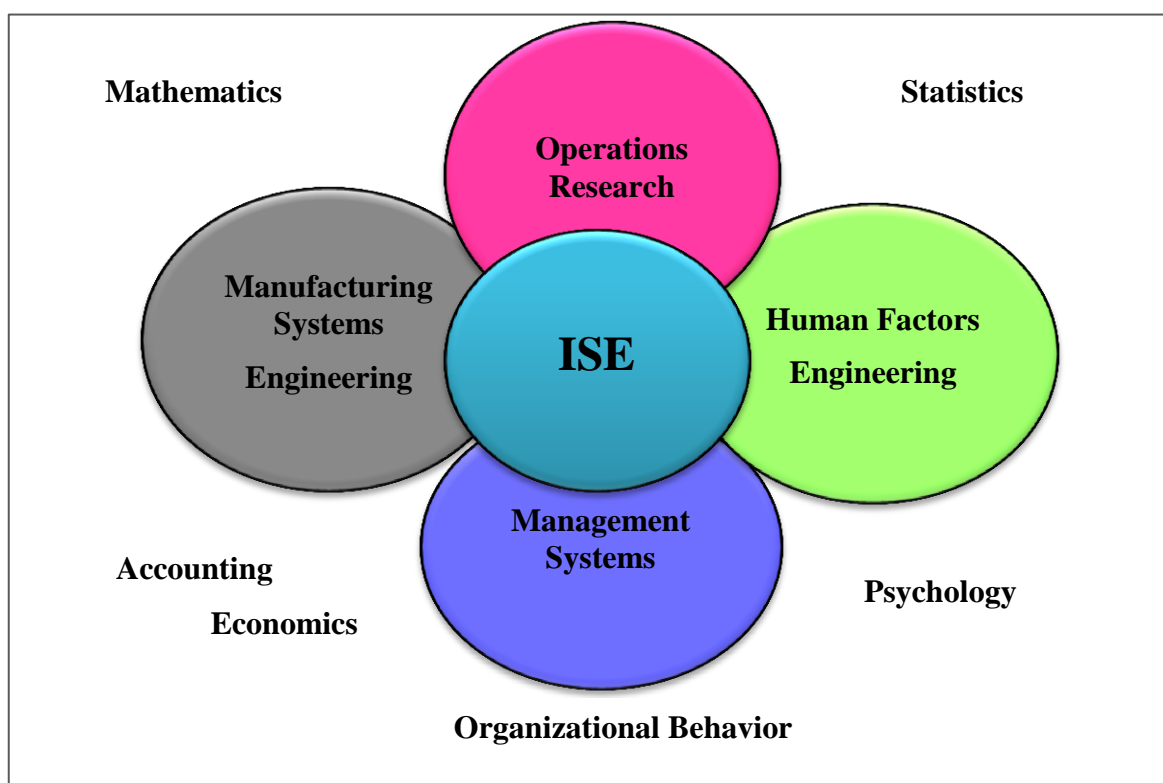 Mathematics
Statistics
Operations
Research
Manufacturing
Systems
Engineering
ISE
Human Factors
Engineering
Management
Systems
Accounting
Economics
Psychology
Organizational Behavior